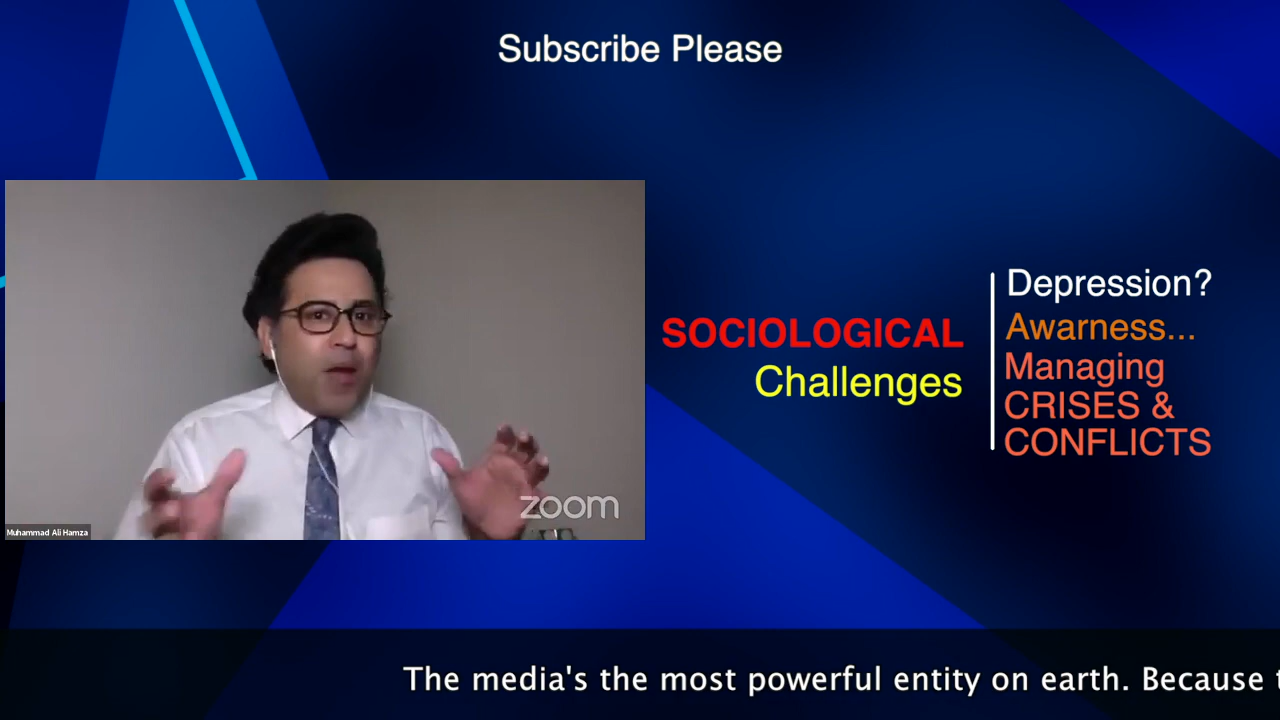 Subscribe Please
SOCIOLOGICAL
Challenges
Depression?
Awarness...
Managing
CRISES &
CONFLICTS
zoom
Muhammad Ali Hamza
The media's the most powerful entity on earth. Because